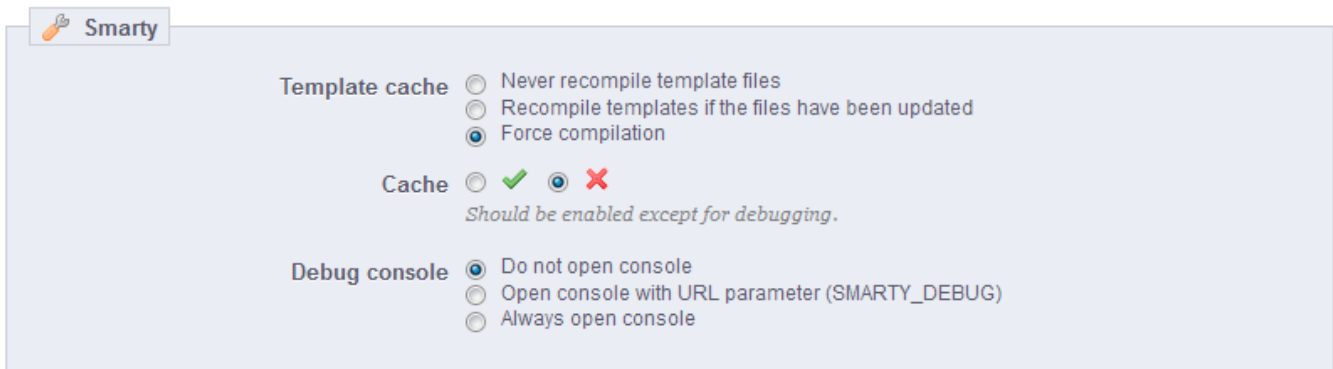 Smarty
Template cache Never recompile template files
Recompile templates if the files have been updated
Force compilation
Cache
Should be enabled except for debugging.
Debug console Do not open console
Open console with URL parameter (SMARTY_DEBUG)
Always open console